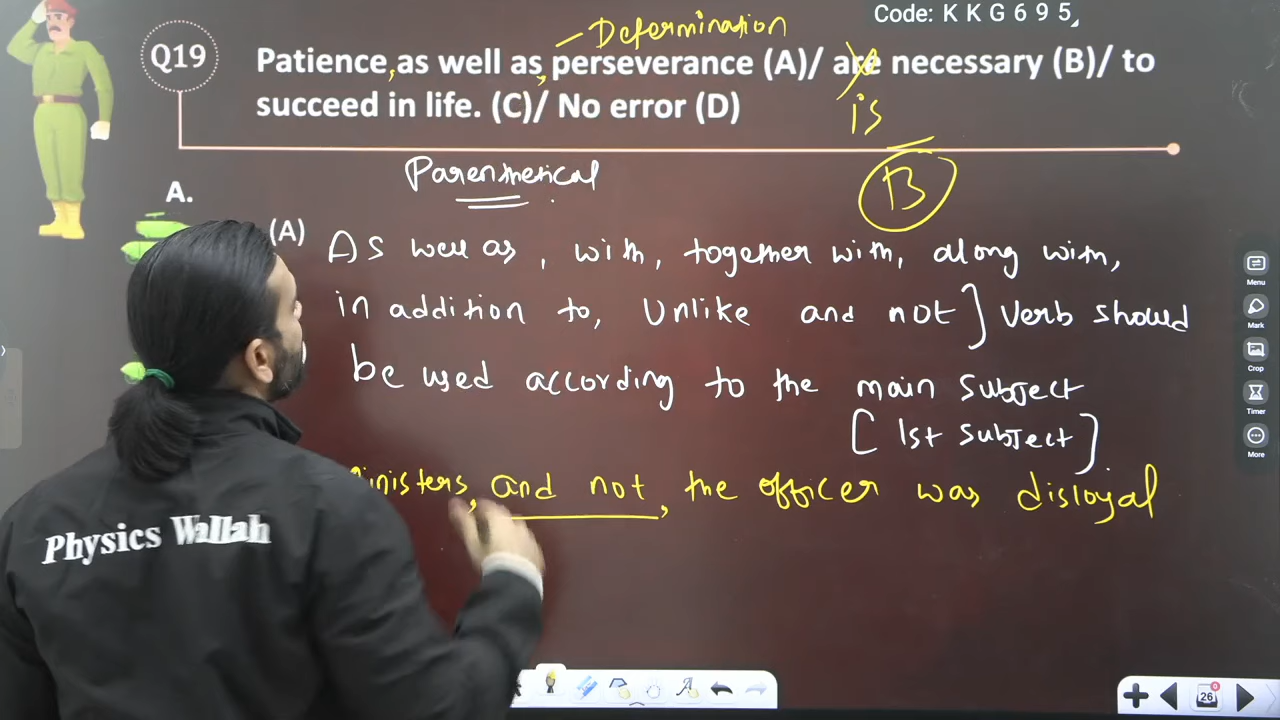 Code: K K G 6 9 5
Determination
Q19
Patience, as well as, perseverance (A)/ are necessary (B)/ to
succeed in life. (C)/ No error (D)
is
Parenthetical
B
A.
(A)
As well as, with, together with, along with,
in addition to, Unlike and not] Verb should
be used according to the main subject
[1st subject]
ministers, and not, the officer was disloyal
Physics Wallah
Menu
Mark
Crop
Timer
More
26